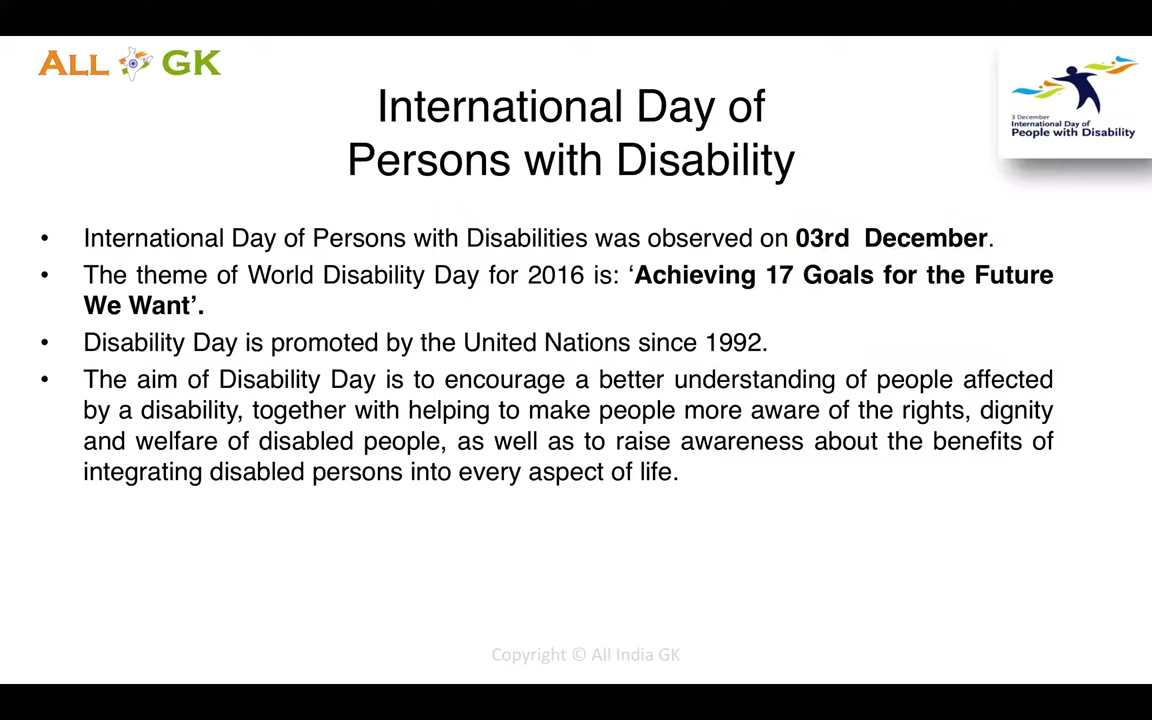 ALL GK
International Day of
Persons with Disability
3 December
International Day of
People with Disability
• International Day of Persons with Disabilities was observed on 03rd December.
• The theme of World Disability Day for 2016 is: ‘Achieving 17 Goals for the Future
We Want’.
• Disability Day is promoted by the United Nations since 1992.
• The aim of Disability Day is to encourage a better understanding of people affected
by a disability, together with helping to make people more aware of the rights, dignity
and welfare of disabled people, as well as to raise awareness about the benefits of
integrating disabled persons into every aspect of life.
Copyright © All India GK